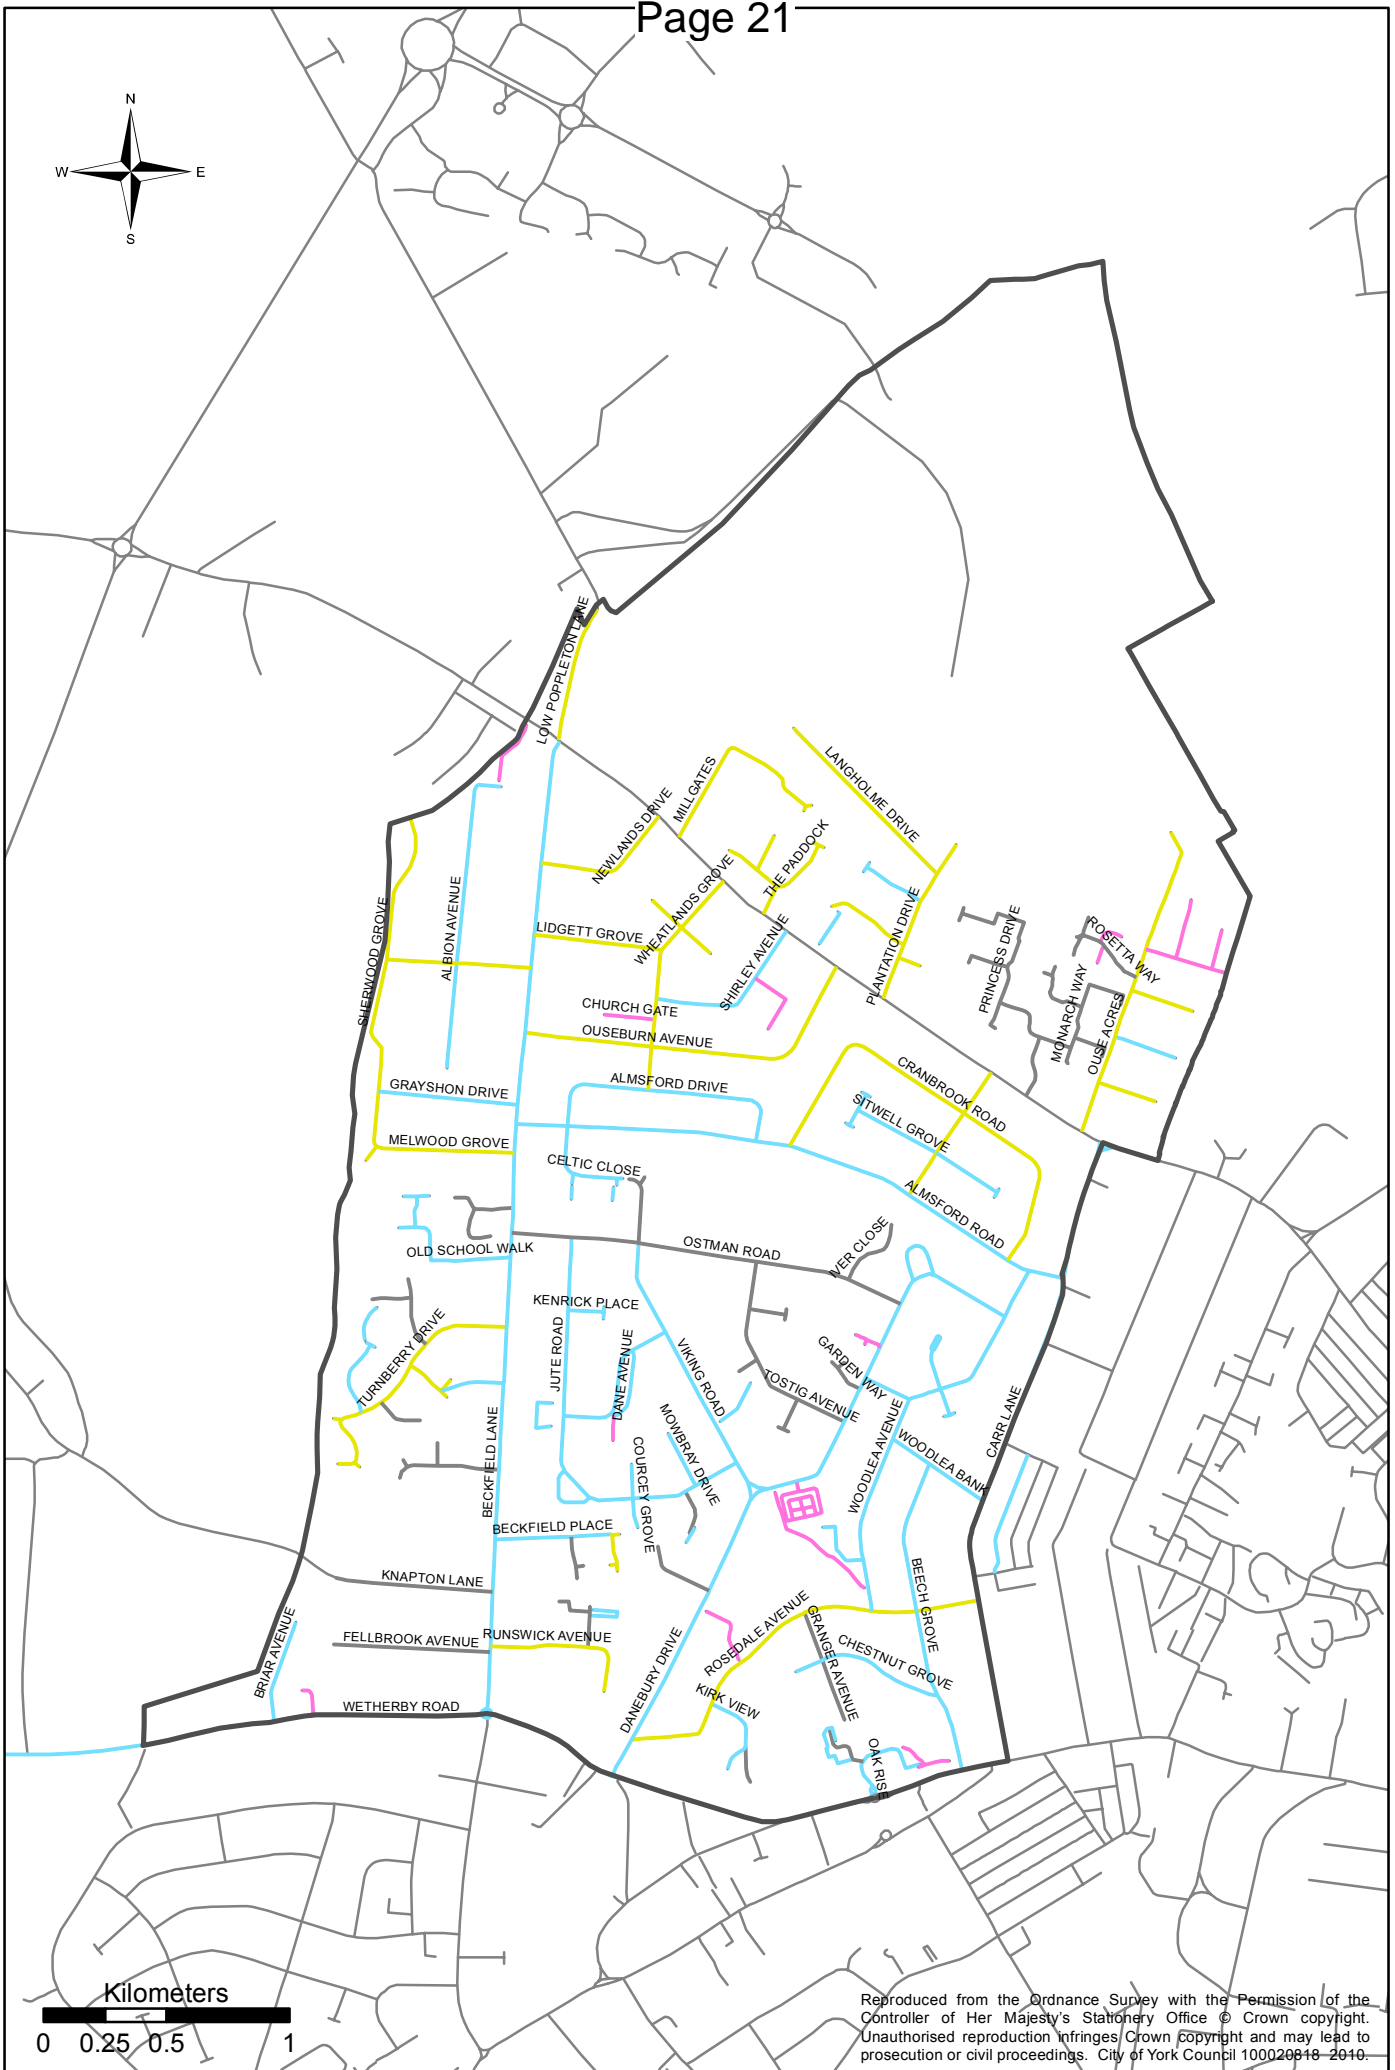 Page 21
N
W
E
S
LOW POPPLETON LANE
MILLGATES
LANGHOLME DRIVE
NEWLANDS DRIVE
THE PADDOCK
WHEATLANDS GROVE
ALBION AVENUE
SHERWOOD GROVE
LIDGETT GROVE
SHIRLEY AVENUE
PLANTATION DRIVE
PRINCESS DRIVE
ROSETTA WAY
MONARCH WAY
OUSE ACRES
CHURCH GATE
OUSEBURN AVENUE
CRANBROOK ROAD
GRAYSHON DRIVE
ALMSFORD DRIVE
SITWELL GROVE
MELWOOD GROVE
CELTIC CLOSE
ALMSFORD ROAD
OLD SCHOOL WALK
OSTMAN ROAD
IVER CLOSE
KENRICK PLACE
TURNBERRY DRIVE
JUTE ROAD
DANE AVENUE
VIKING ROAD
GARDEN WAY
TOSTIG AVENUE
CARR LANE
BECKFIELD LANE
MOWBRAY DRIVE
COURCEY GROVE
WOODLEA AVENUE
WOODLEA BANK
BECKFIELD PLACE
KNAPTON LANE
BEECH GROVE
BRIAR AVENUE
FELLBROOK AVENUE
RUNSWICK AVENUE
ROSEDALE AVENUE
GRANGER AVENUE
CHESTNUT GROVE
DANEBURY DRIVE
KIRK VIEW
WETHERBY ROAD
OAK RISE
Kilometers
0 0.25 0.5 1
Reproduced from the Ordnance Survey with the Permission of the
Controller of Her Majesty's Stationery Office © Crown copyright.
Unauthorised reproduction infringes Crown copyright and may lead to
prosecution or civil proceedings. City of York Council 100020818 2010.